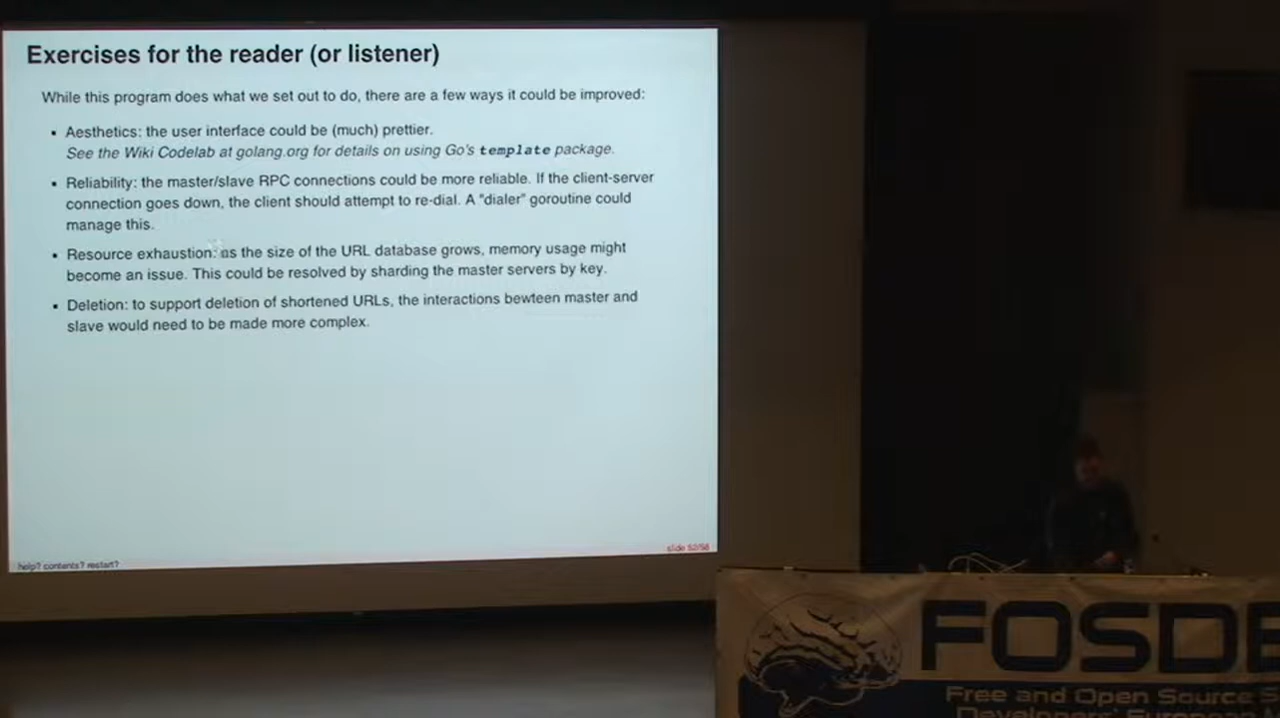 Exercises for the reader (or listener)
While this program does what we set out to do, there are a few ways it could be improved:
Aesthetics: the user interface could be (much) prettier.
See the Wiki Codelab at golang.org for details on using Go's template package.
Reliability: the master/slave RPC connections could be more reliable. If the client-server
connection goes down, the client should attempt to re-dial. A "dialer" goroutine could
manage this.
Resource exhaustion: as the size of the URL database grows, memory usage might
become an issue. This could be resolved by sharding the master servers by key.
Deletion: to support deletion of shortened URLs, the interactions bewteen master and
slave would need to be made more complex.
help? contents? restart?
slide
FOSDE
Free and Open Source S
Developers' European